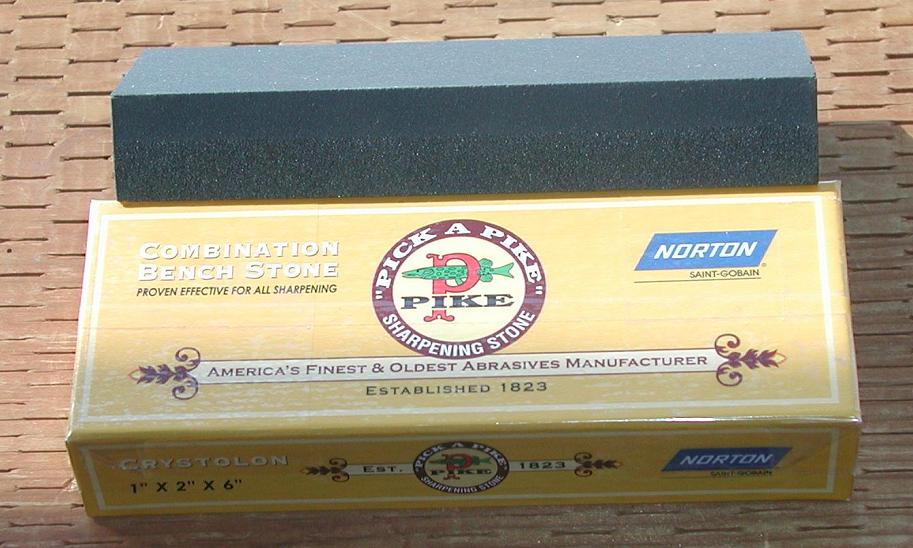 COMBINATION
BENCH STONE
PROVEN EFFECTIVE FOR ALL SHARPENING
"PICK A PIKE"
P
PIKE
SHARPENING STONE
NORTON
SAINT-GOBAIN
AMERICA'S FINEST & OLDEST ABRASIVES MANUFACTURER
ESTABLISHED 1823
CRYSTOLON
1" X 2" X 6"
EST.
"PICK A PIKE"
P
PIKE
SHARPENING STONE
1823
NORTON
SAINT-GOBAIN